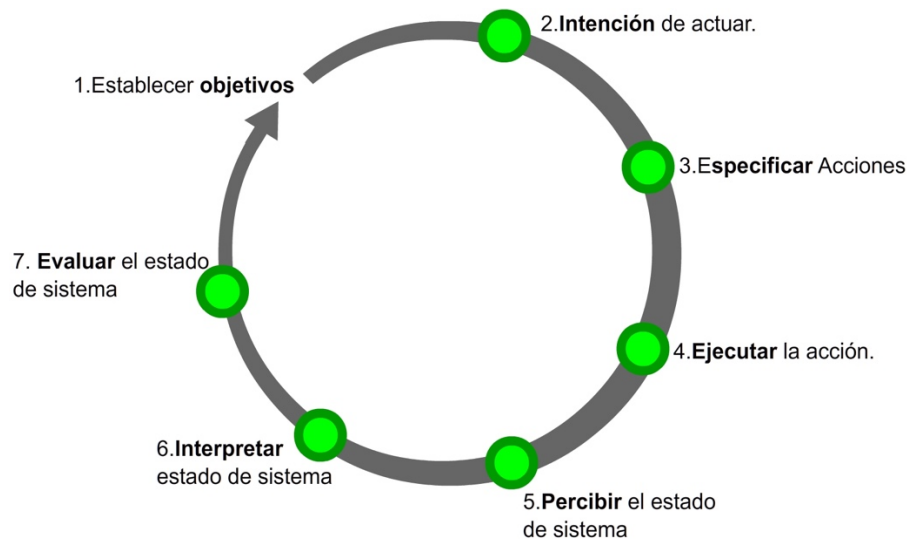 1.Establecer objetivos
2.Intención de actuar.
3.Especificar Acciones
4.Ejecutar la acción.
5.Percibir el estado
de sistema
6.Interpretar
estado de sistema
7. Evaluar el estado
de sistema